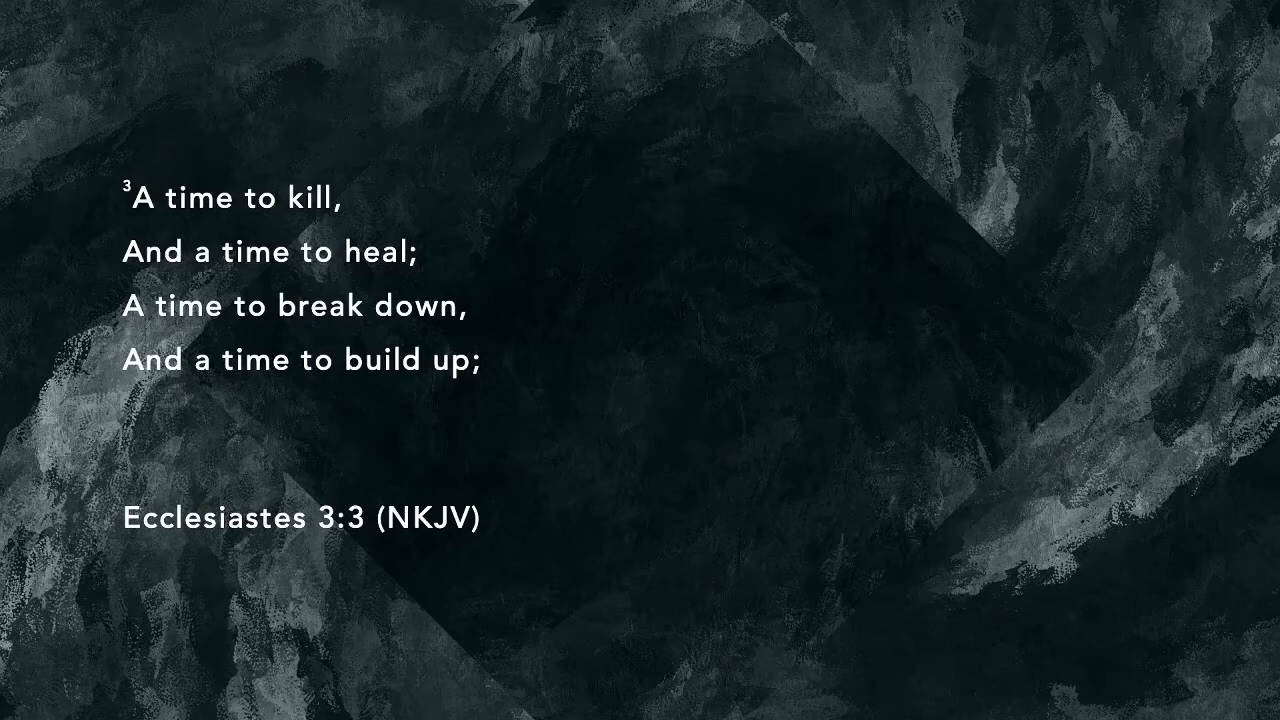 ³A time to kill,
And a time to heal;
A time to break down,
And a time to build up;
Ecclesiastes 3:3 (NKJV)